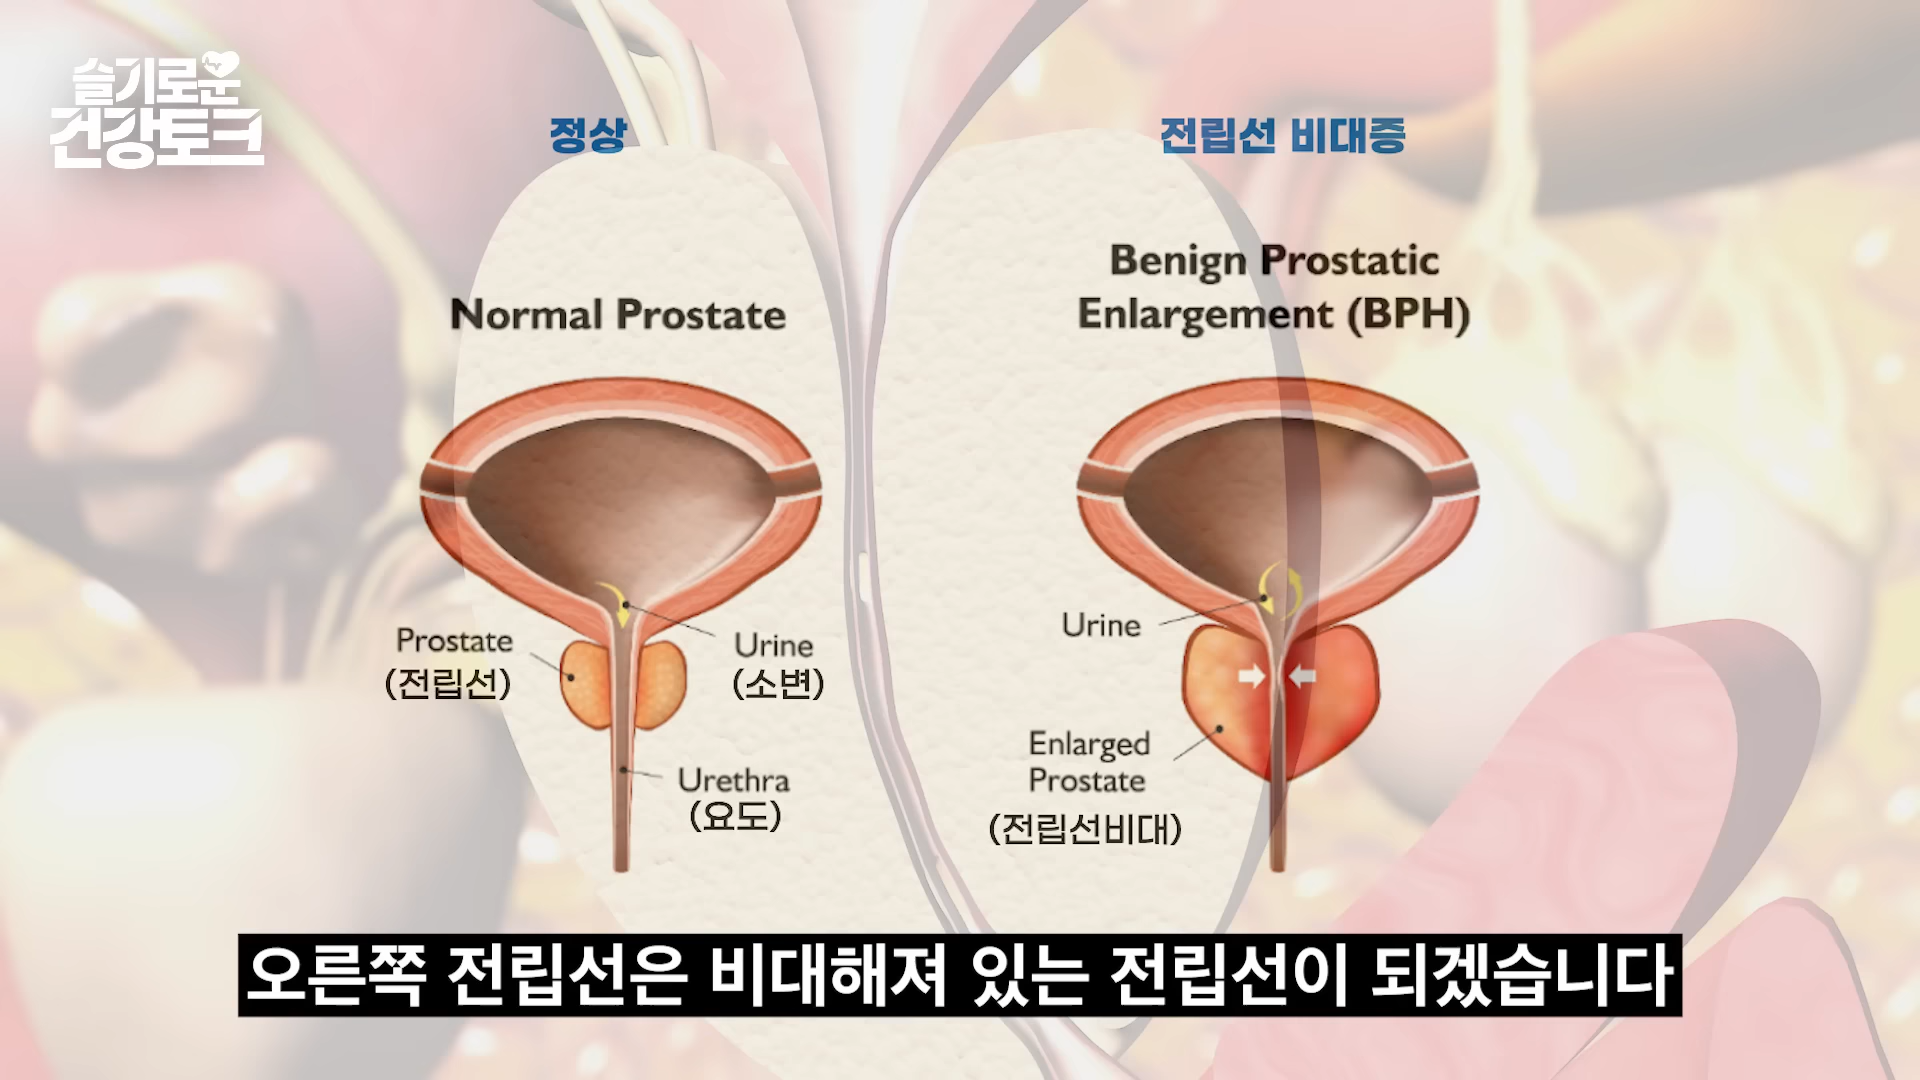 슬기로운
건강토크
정상
전립선 비대증
Normal Prostate
Benign Prostatic
Enlargement (BPH)
Prostate
(전립선)
Urine
(소변)
Urethra
(요도)
Urine
Enlarged
Prostate
(전립선비대)
오른쪽 전립선은 비대해져 있는 전립선이 되겠습니다